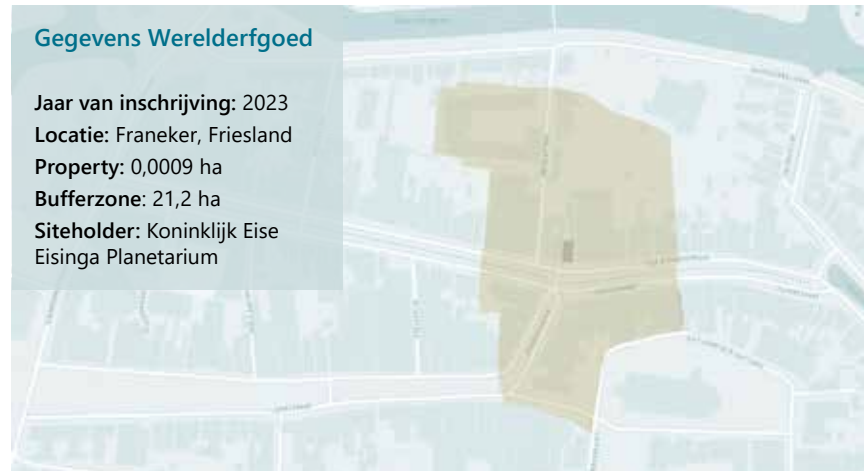 Gegevens Werelderfgoed
Jaar van inschrijving: 2023
Locatie: Franeker, Friesland
Property: 0,0009 ha
Bufferzone: 21,2 ha
Siteholder: Koninklijk Eise
Eisinga Planetarium